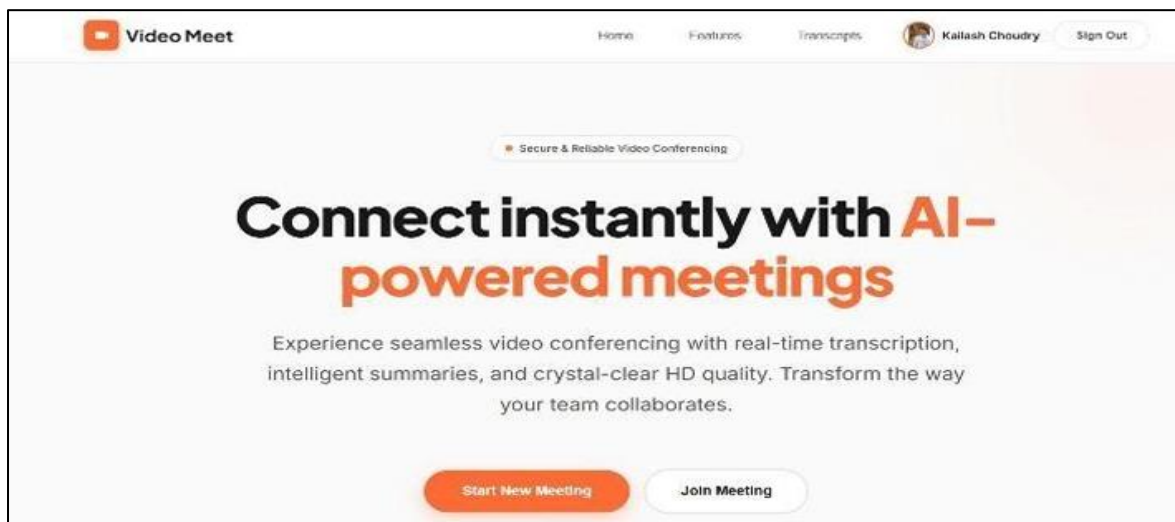 Video Meet
Home Features Transcripts Kailash Choudry Sign Out
Secure & Reliable Video Conferencing
Connect instantly with AI-
powered meetings
Experience seamless video conferencing with real-time transcription,
intelligent summaries, and crystal-clear HD quality. Transform the way
your team collaborates.
Start New Meeting Join Meeting